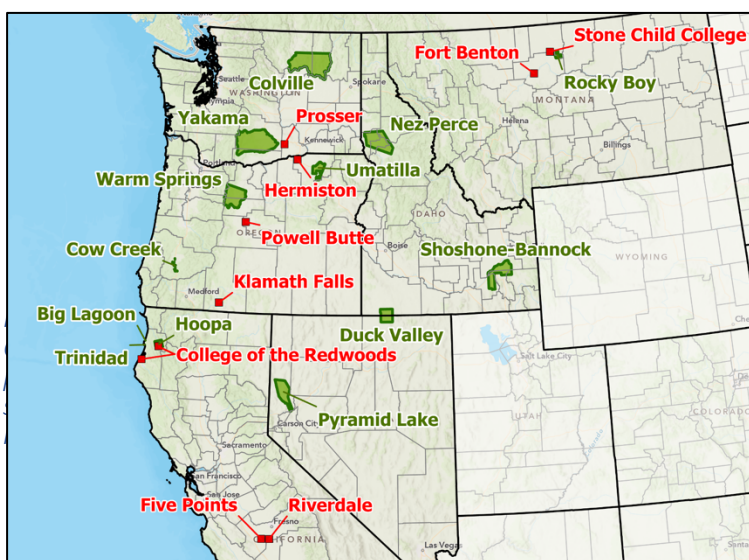 Stone Child College
Fort Benton
Rocky Boy
MONTANA
Helena
Billings
Seattle
Colville
Spokane
WASHINGTON
Olympia
Yakama
Prosser
Kennewick
Nez Perce
Portland
Umatilla
Hermiston
Warm Springs
IDAHO
WYOMING
OREGON
Powell Butte
Boise
Shoshone-Bannock
Cow Creek
Klamath Falls
Medford
Big Lagoon
Hoopa
Duck Valley
Trinidad
College of the Redwoods
Salt Lake City
UTAH
COLORADO
Pyramid Lake
Carson City
Sacramento
San Francisco
San Jose
Five Points
Riverdale
Fresno
CALIFORNIA
Las Vegas
Santa